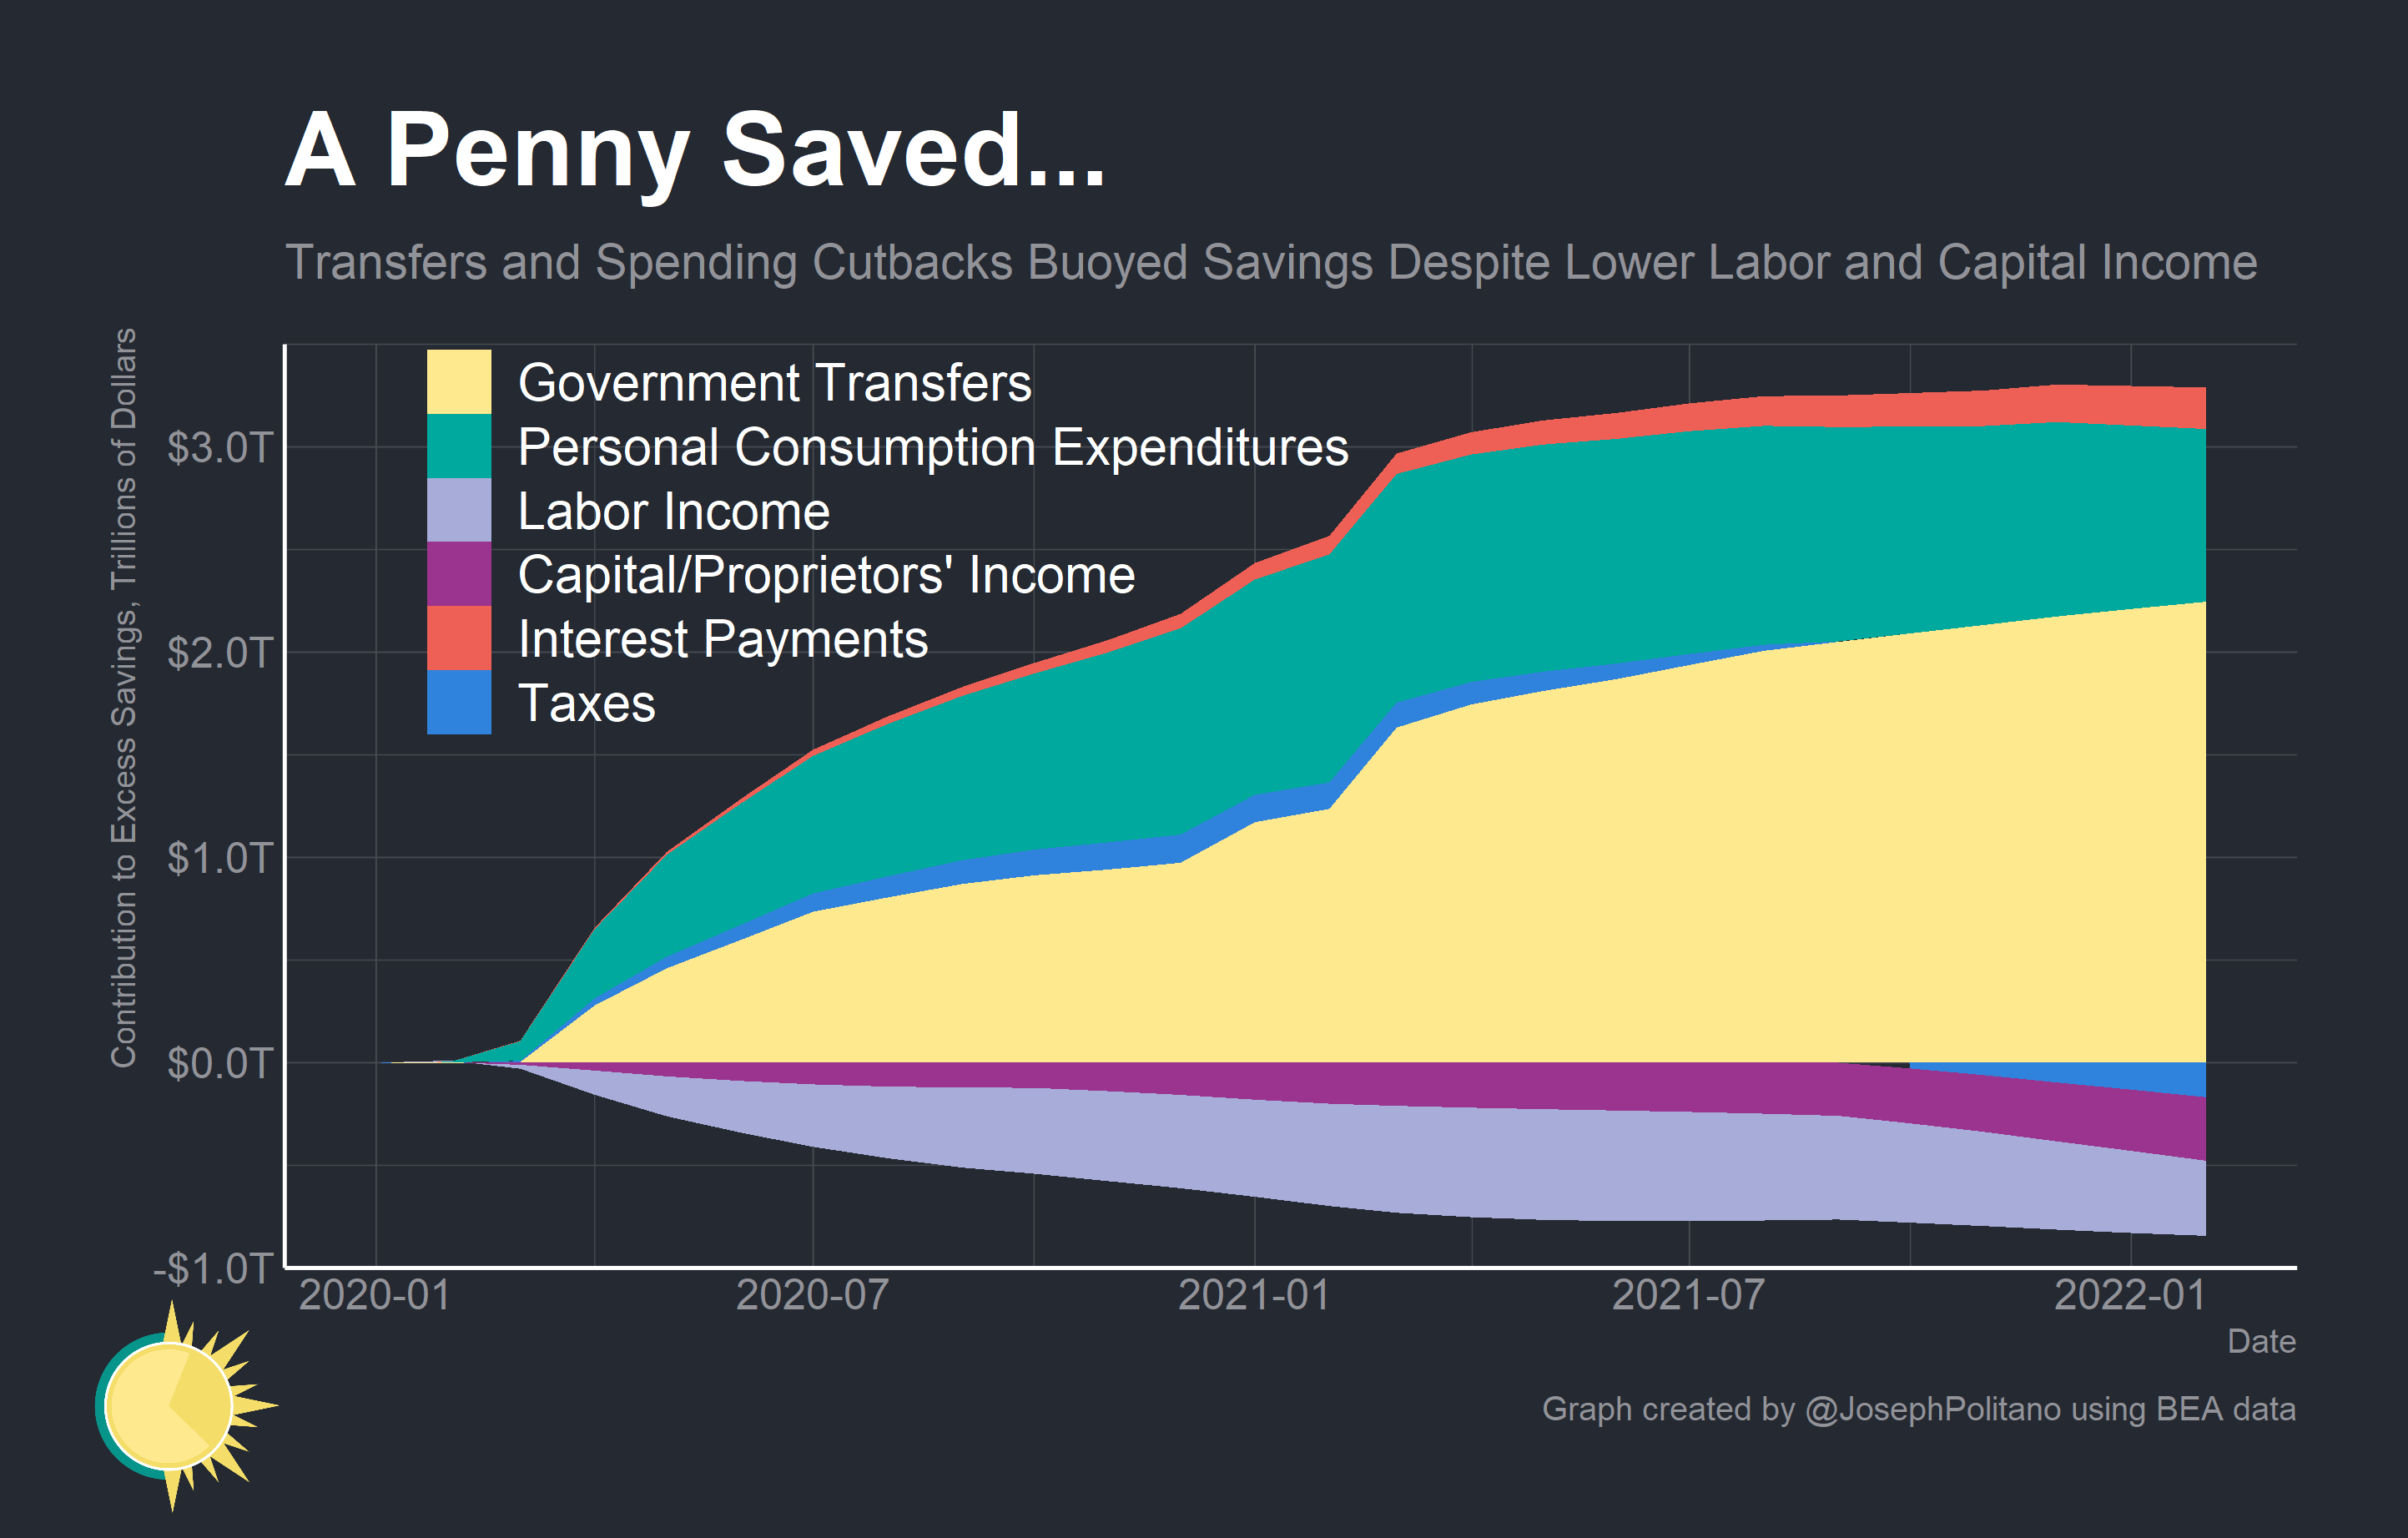 A Penny Saved...
Transfers and Spending Cutbacks Buoyed Savings Despite Lower Labor and Capital Income
Contribution to Excess Savings, Trillions of Dollars
Government Transfers
Personal Consumption Expenditures
Labor Income
Capital/Proprietors' Income
Interest Payments
Taxes
$3.0T
$2.0T
$1.0T
$0.0T
-$1.0T
2020-01
2020-07
2021-01
2021-07
2022-01
Date
Graph created by @JosephPolitano using BEA data